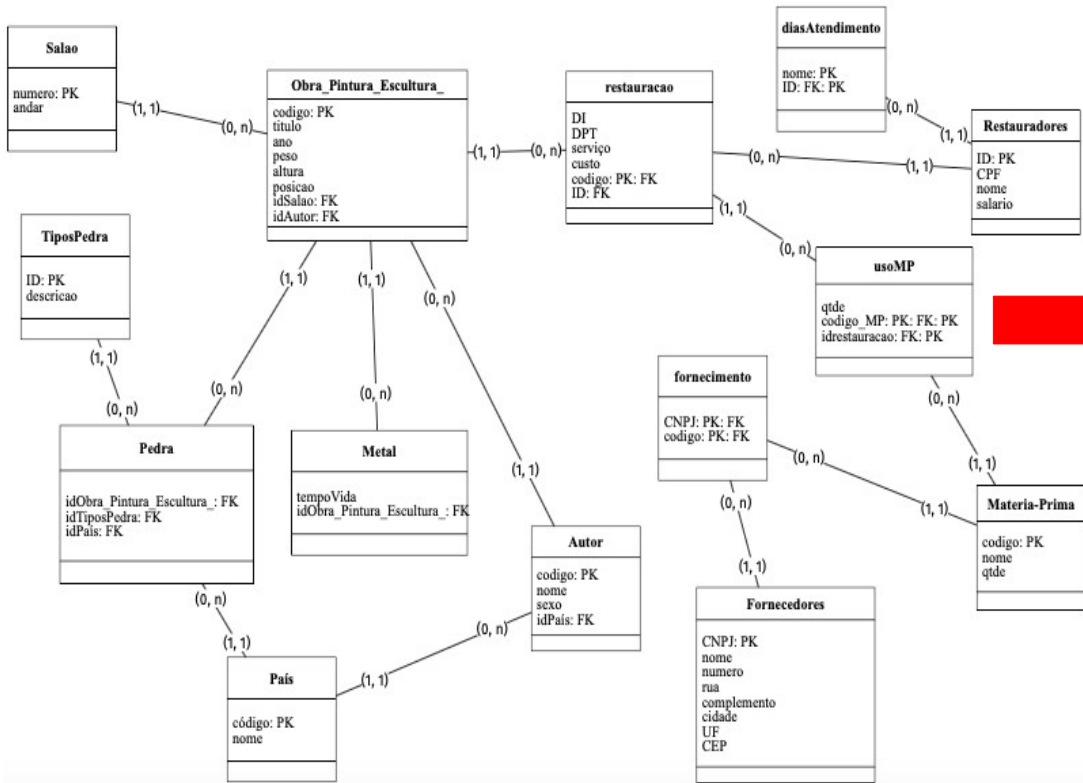 Salao
numero: PK
andar
(1, 1)
(0, n)
Obra_Pintura_Escultura_
codigo: PK
titulo
ano
peso
altura
posicao
idSalao: FK
idAutor: FK
(1, 1)
(0, n)
restauracao
DI
DPT
serviço
custo
codigo: PK: FK
ID: FK
diasAtendimento
nome: PK
ID: FK: PK
(0, n)
(1, 1)
Restauradores
ID: PK
CPF
nome
salario
(0, n)
(1, 1)
(1, 1)
(0, n)
usoMP
qtde
codigo_MP: PK: FK: PK
idrestauracao: FK: PK
(0, n)
(1, 1)
TiposPedra
ID: PK
descricao
(1, 1)
(0, n)
(1, 1)
(0, n)
(1, 1)
(0, n)
(0, n)
(1, 1)
Pedra
idObra_Pintura_Escultura_: FK
idTiposPedra: FK
idPaís: FK
Metal
tempoVida
idObra_Pintura_Escultura_: FK
Autor
codigo: PK
nome
sexo
idPaís: FK
(0, n)
(1, 1)
(0, n)
(1, 1)
País
código: PK
nome
fornecimento
CNPJ: PK: FK
codigo: PK: FK
(0, n)
(1, 1)
(0, n)
(1, 1)
Materia-Prima
codigo: PK
nome
qtde
Fornecedores
CNPJ: PK
nome
numero
rua
complemento
cidade
UF
CEP